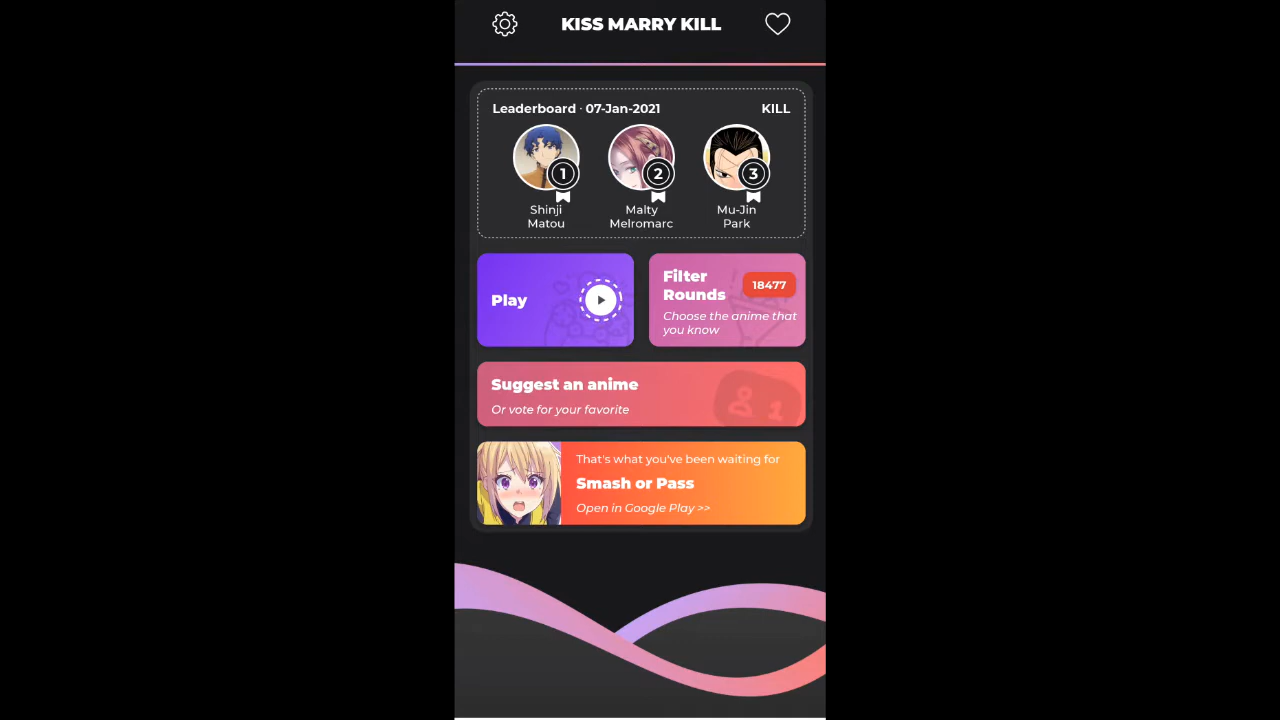 KISS MARRY KILL
Leaderboard · 07-Jan-2021 KILL
1 2 3
Shinji Malty Mu-Jin
Matou Melromarc Park
Play
Filter
Rounds
18477
Choose the anime that
you know
Suggest an anime
Or vote for your favorite
1
That's what you've been waiting for
Smash or Pass
Open in Google Play >>